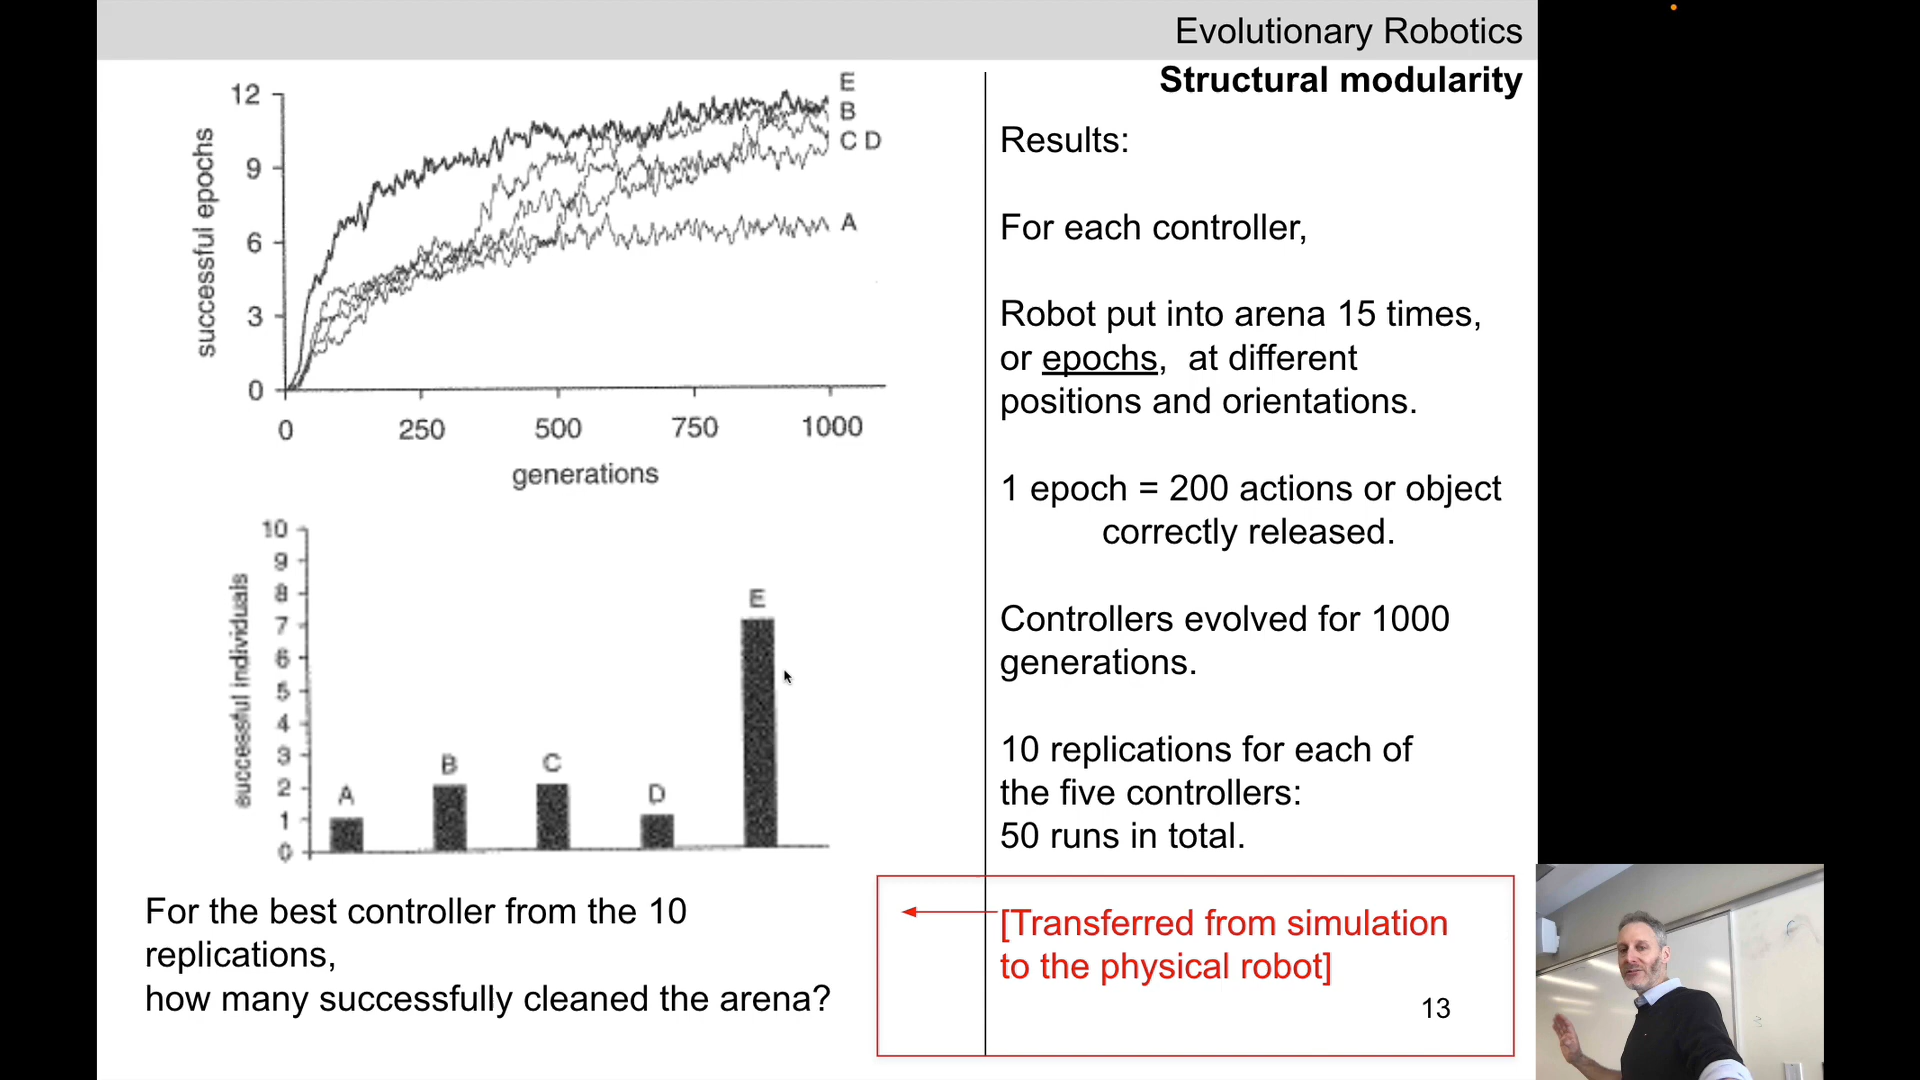 Evolutionary Robotics
Structural modularity
12
9
6
3
0
successful epochs
0 250 500 750 1000
generations
E
B
C D
A
10
9
8
7
6
5
4
3
2
1
0
successful individuals
A B C D E
For the best controller from the 10
replications,
how many successfully cleaned the arena?
Results:
For each controller,
Robot put into arena 15 times,
or epochs, at different
positions and orientations.
1 epoch = 200 actions or object
correctly released.
Controllers evolved for 1000
generations.
10 replications for each of
the five controllers:
50 runs in total.
[Transferred from simulation
to the physical robot]
13